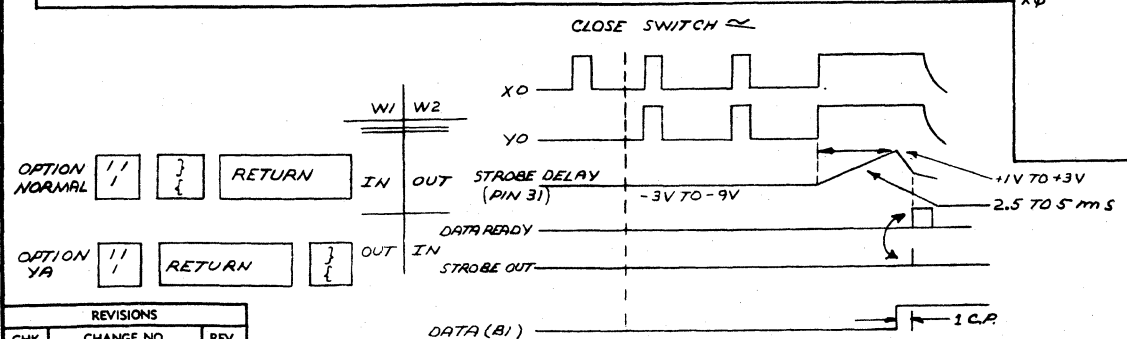 XØ
CLOSE SWITCH ≃
W1 W2
XO
YO
OPTION NORMAL " ' } { RETURN IN OUT
STROBE DELAY
(PIN 31) -3V TO -9V
+1V TO +3V
2.5 TO 5 mS
DATA READY
OPTION YA " ' RETURN } { OUT IN
STROBE OUT
DATA (B1) 1 C.P.
REVISIONS
CHK CHANGE NO. REV.